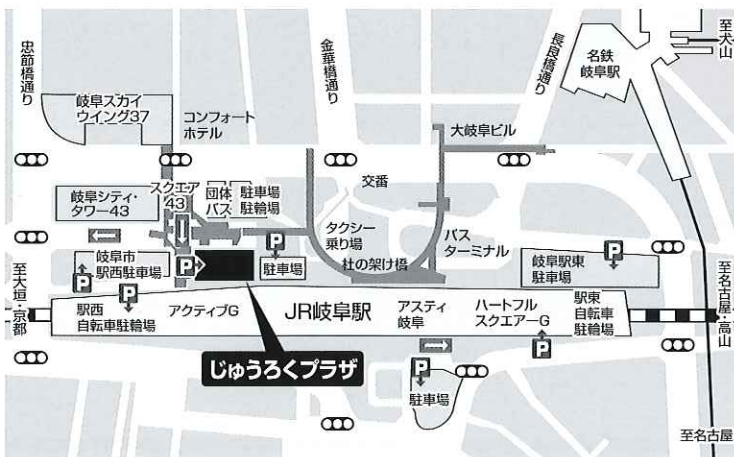 忠節橋通り
金華橋通り
長良橋通り
名鉄
岐阜駅
至犬山
岐阜スカイ
ウイング37
コンフォート
ホテル
大岐阜ビル
交番
岐阜シティ・
タワー43
スクエア
43
団体
バス
駐車場
駐輪場
タクシー
乗り場
バス
ターミナル
杜の架け橋
岐阜市
駅西駐車場
P
P
P
駐車場
岐阜駅東
駐車場
P
至大垣・京都
P
駅西
自転車駐輪場
アクティブG
JR岐阜駅
アスティ
岐阜
ハートフル
スクエアーG
駅東
自転車
駐輪場
至名古屋・高山
P
じゅうろくプラザ
P
駐車場
至名古屋